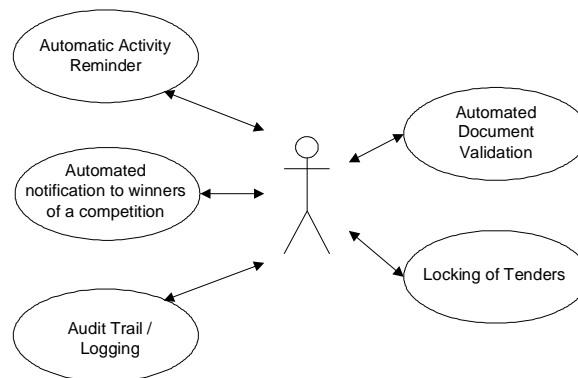 Automatic Activity
Reminder
Automated
notification to winners
of a competition
Audit Trail /
Logging
Automated
Document
Validation
Locking of Tenders